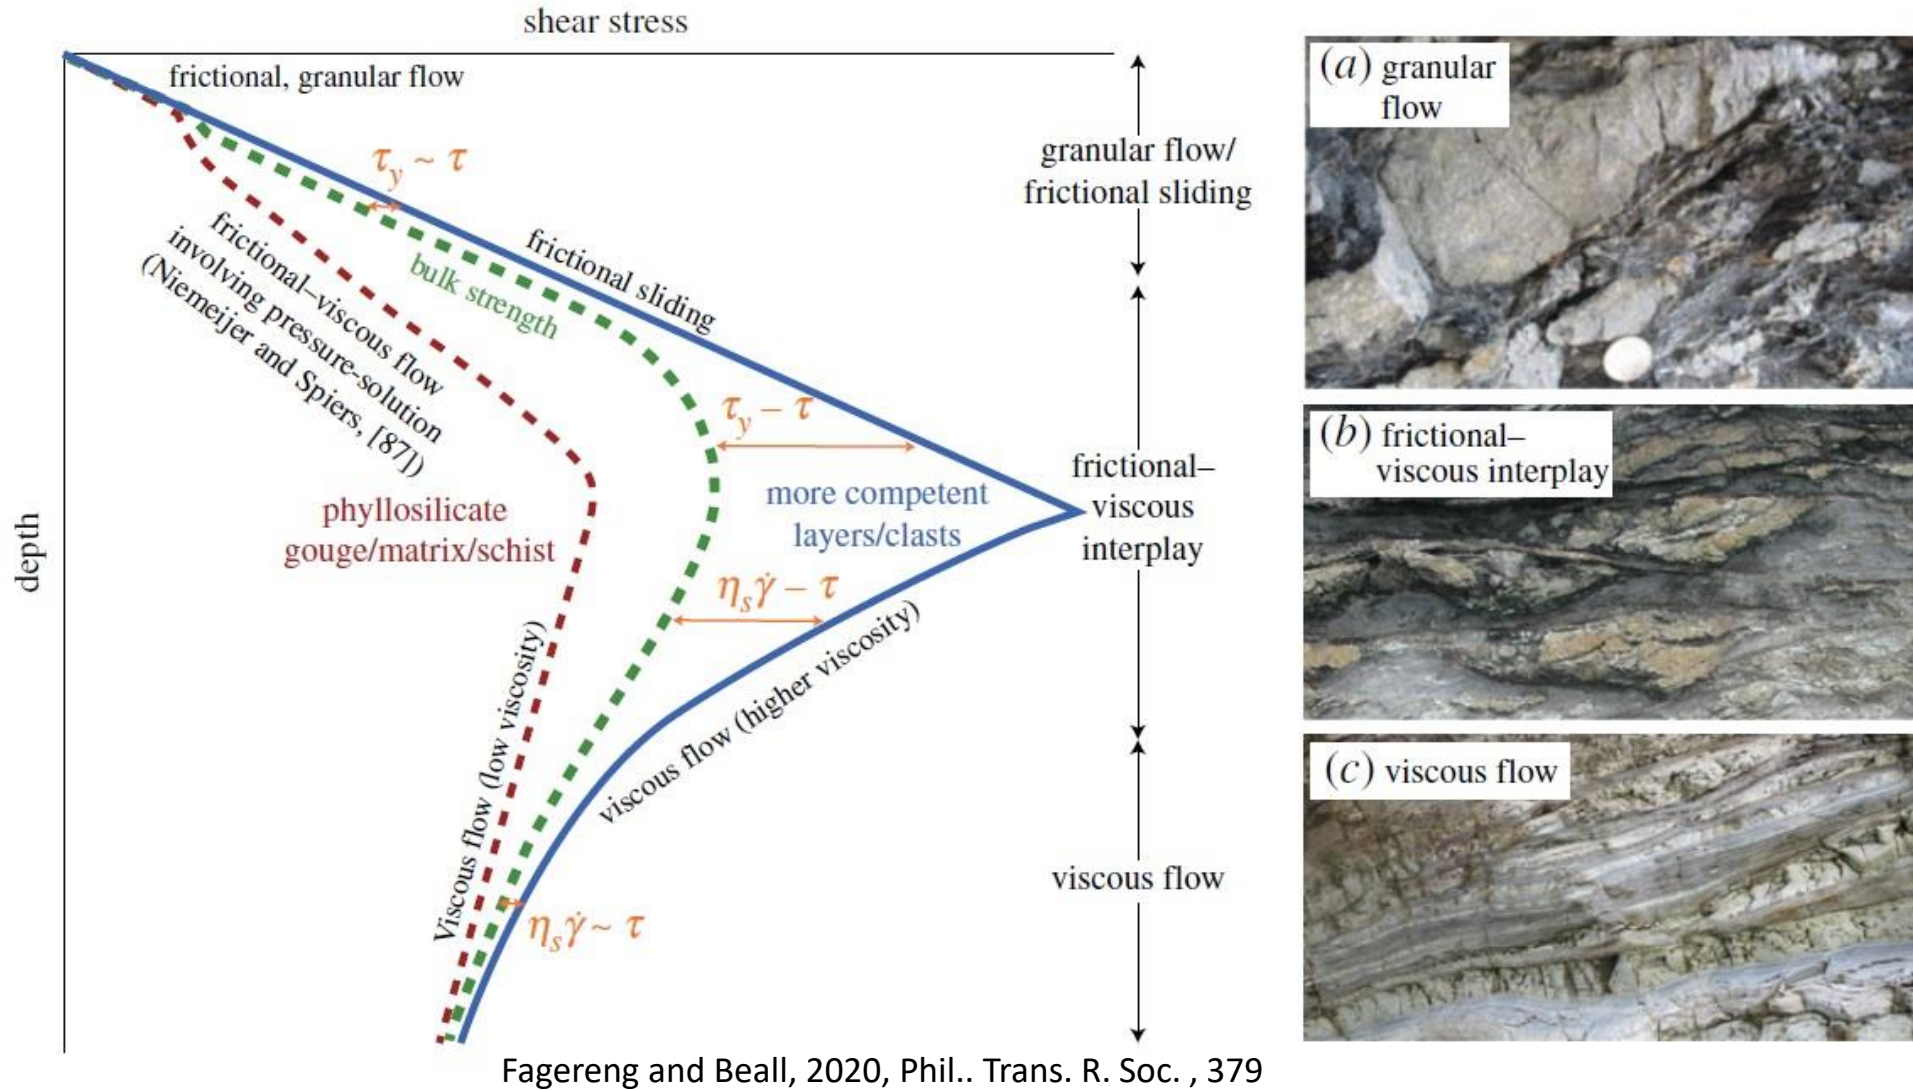 shear stress
frictional, granular flow
τy ~ τ
frictional sliding
bulk strength
frictional–viscous flow
involving pressure-solution
(Niemeijer and Spiers, [87])
τy – τ
more competent
layers/clasts
phyllosilicate
gouge/matrix/schist
depth
ηs γ̇ – τ
viscous flow (higher viscosity)
Viscous flow (low viscosity)
ηs γ̇ ~ τ
granular flow/
frictional sliding
frictional–
viscous
interplay
viscous flow
(a) granular
flow
(b) frictional–
viscous interplay
(c) viscous flow
Fagereng and Beall, 2020, Phil.. Trans. R. Soc. , 379